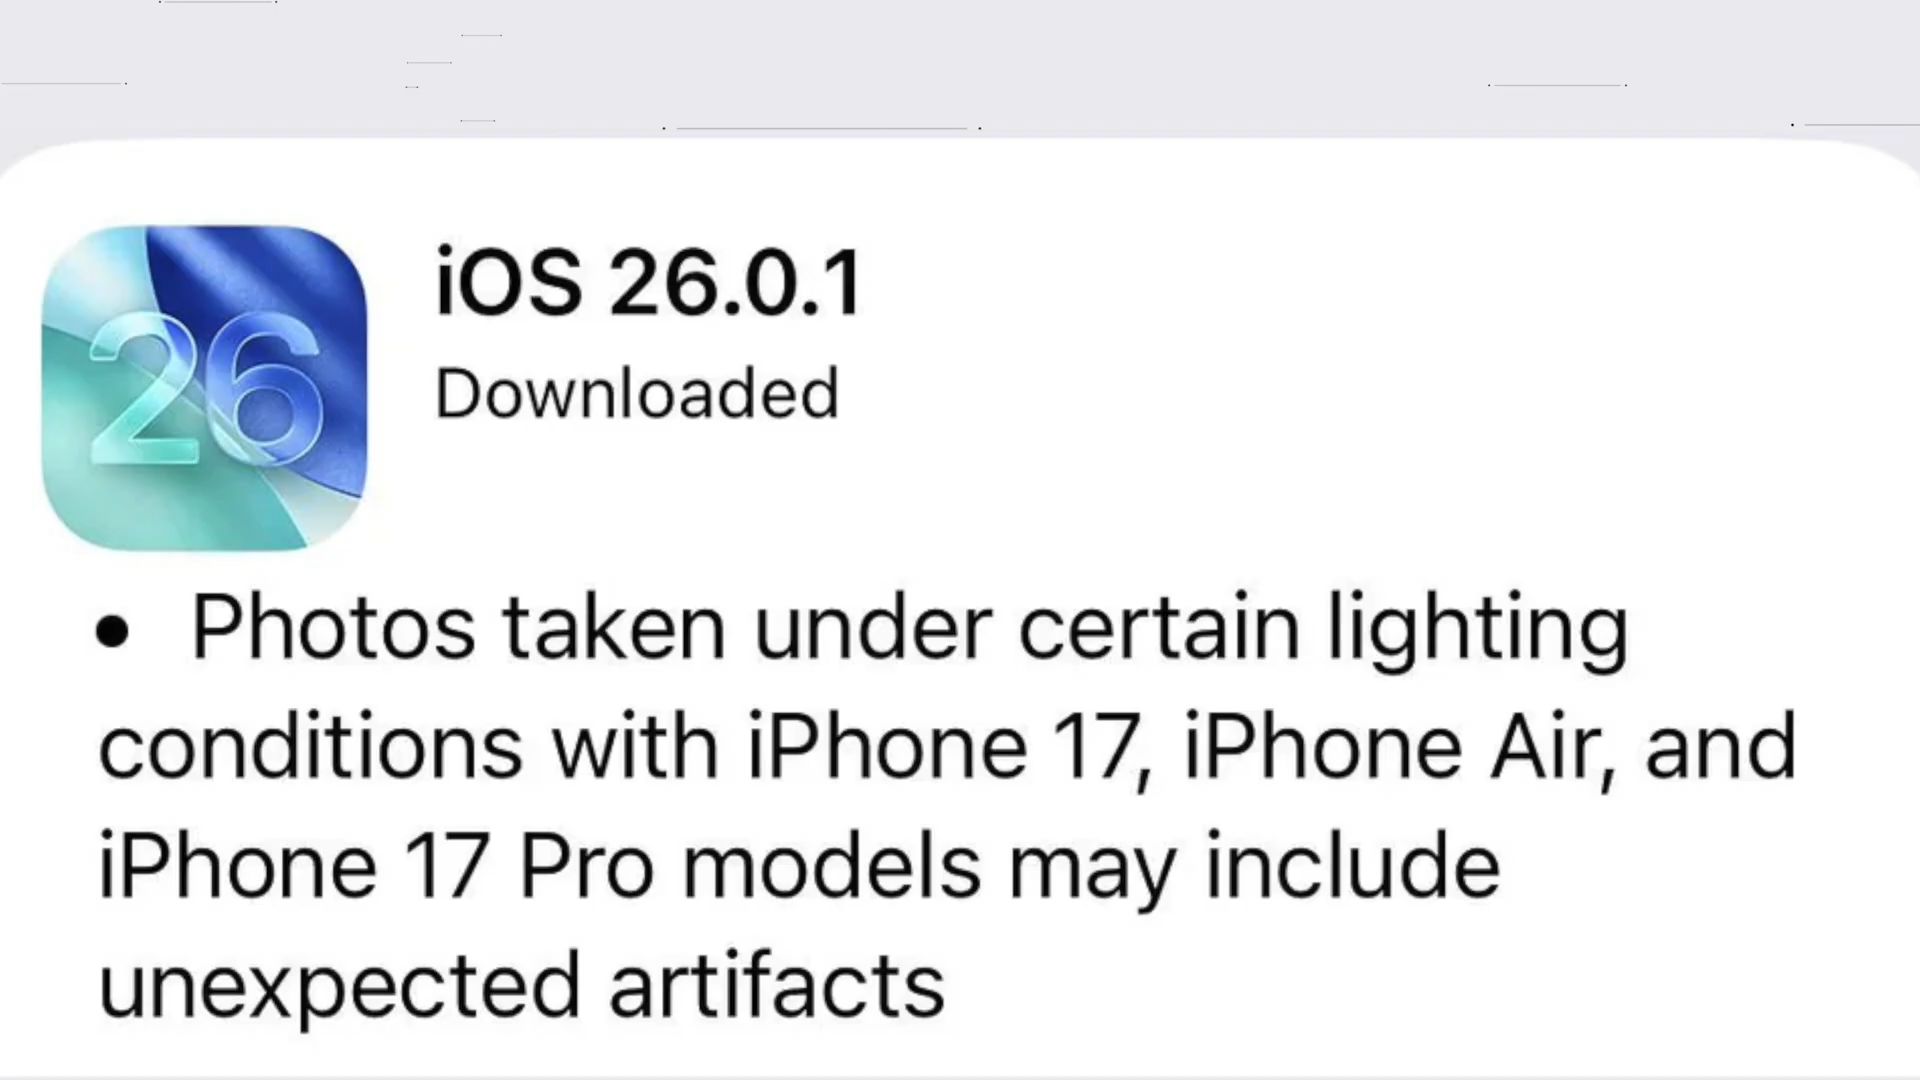 26
iOS 26.0.1
Downloaded
• Photos taken under certain lighting
conditions with iPhone 17, iPhone Air, and
iPhone 17 Pro models may include
unexpected artifacts